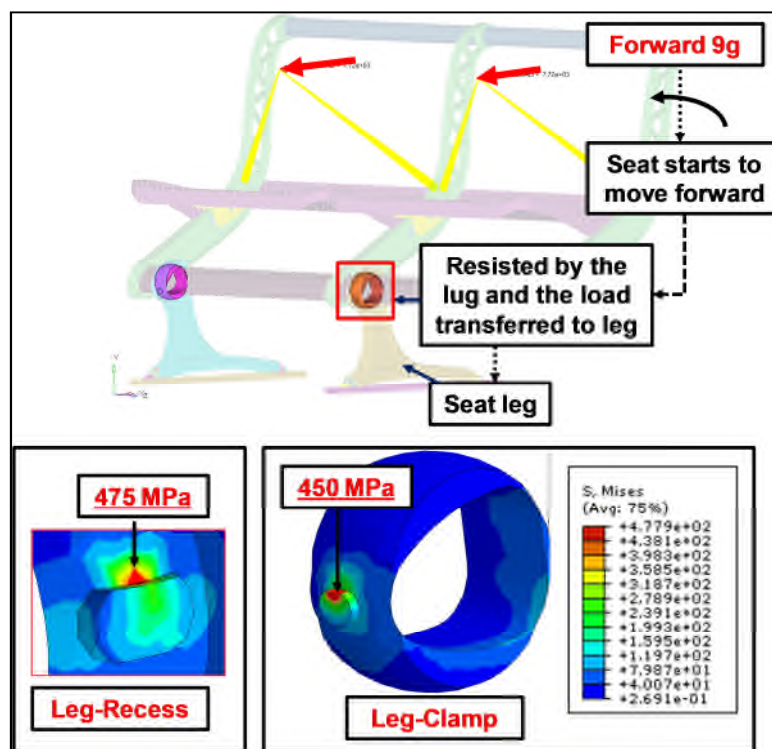 Forward 9g
7.72e+03
Seat starts to
move forward
Resisted by the
lug and the load
transferred to leg
Seat leg
475 MPa
Leg-Recess
450 MPa
Leg-Clamp
S, Mises
(Avg: 75%)
+4.779e+02
+4.381e+02
+3.983e+02
+3.585e+02
+3.187e+02
+2.789e+02
+2.391e+02
+1.993e+02
+1.595e+02
+1.197e+02
+7.987e+01
+4.007e+01
+2.691e-01